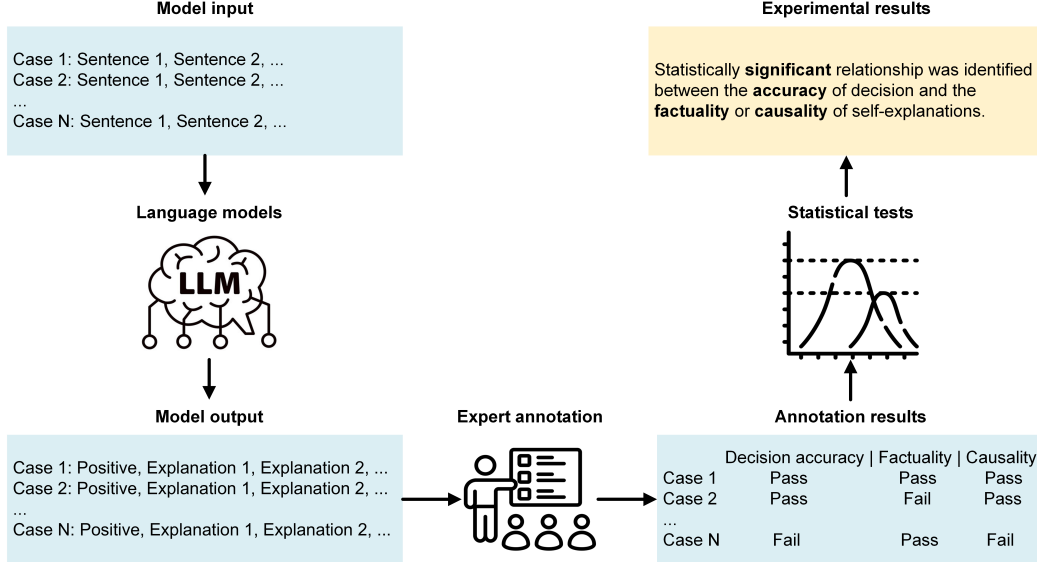 Model input
Case 1: Sentence 1, Sentence 2, ...
Case 2: Sentence 1, Sentence 2, ...
...
Case N: Sentence 1, Sentence 2, ...
Language models
LLM
Model output
Case 1: Positive, Explanation 1, Explanation 2, ...
Case 2: Positive, Explanation 1, Explanation 2, ...
...
Case N: Positive, Explanation 1, Explanation 2, ...
Expert annotation
Annotation results
Decision accuracy | Factuality | Causality
Case 1 Pass Pass Pass
Case 2 Pass Fail Pass
...
Case N Fail Pass Fail
Statistical tests
Experimental results
Statistically significant relationship was identified
between the accuracy of decision and the
factuality or causality of self-explanations.